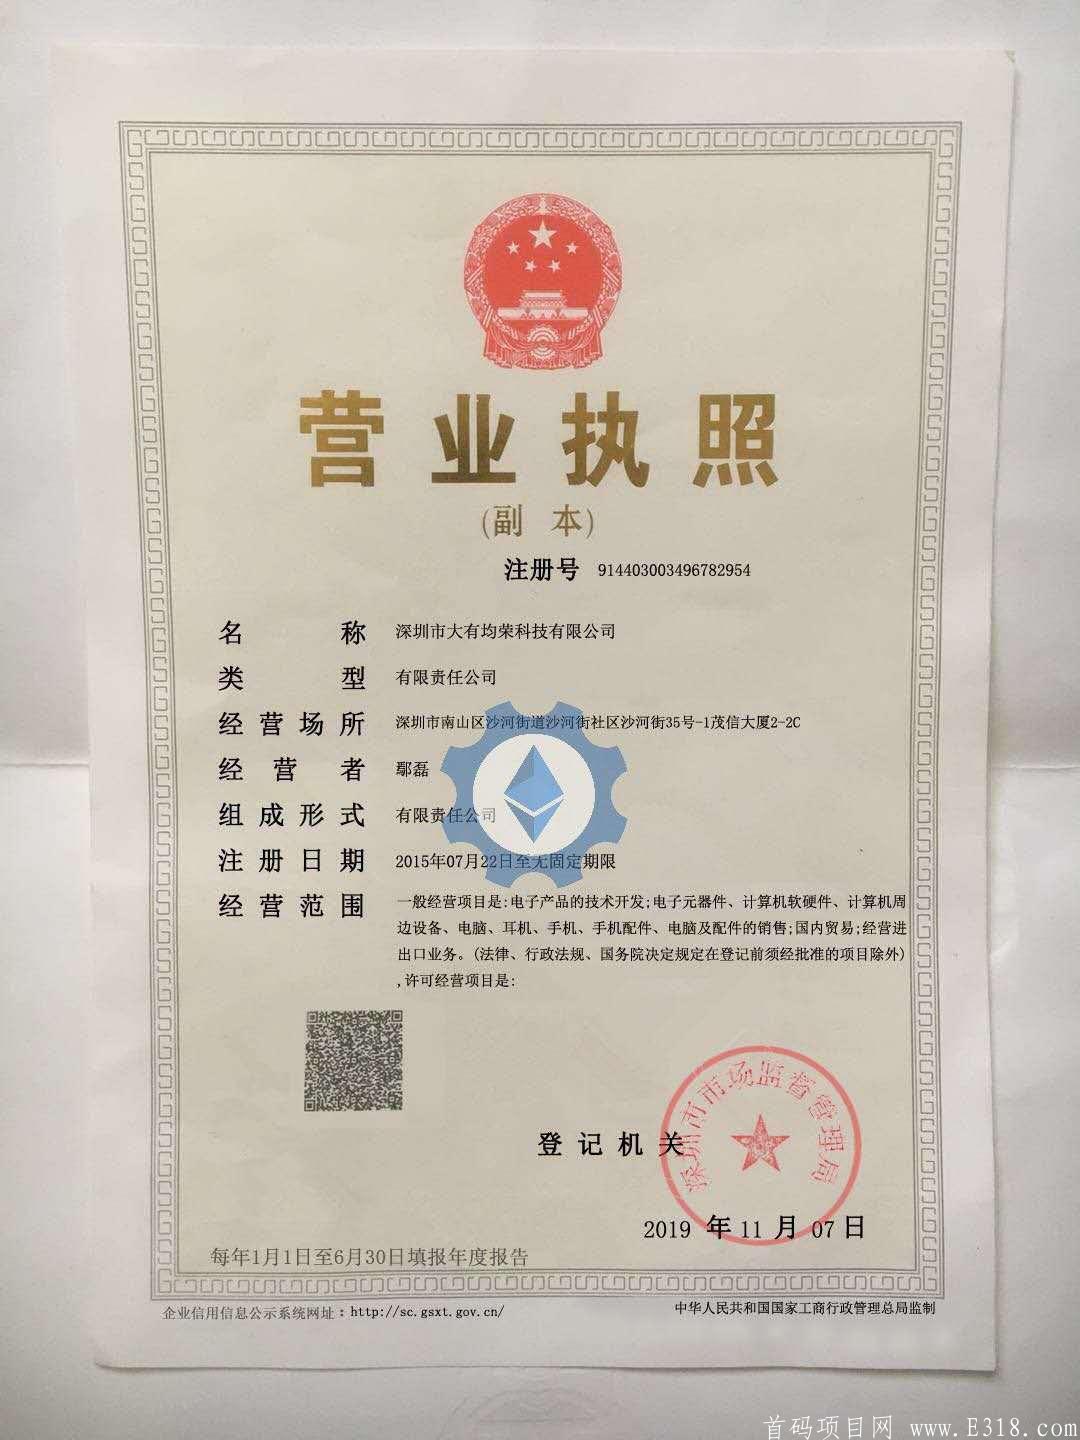 营业执照
(副 本)
注册号 914403003496782954
名称 深圳市大有均荣科技有限公司
类型 有限责任公司
经营场所 深圳市南山区沙河街道沙河街社区沙河街35号-1茂信大厦2-2C
经营者 鄢磊
组成形式 有限责任公司
注册日期 2015年07月22日至无固定期限
经营范围 一般经营项目是:电子产品的技术开发;电子元器件、计算机软硬件、计算机周
边设备、电脑、耳机、手机、手机配件、电脑及配件的销售;国内贸易;经营进
出口业务。(法律、行政法规、国务院决定规定在登记前须经批准的项目除外)
,许可经营项目是:
深圳市市场监督管理局
登记机关
2019 年 11 月 07 日
每年1月1日至6月30日填报年度报告
企业信用信息公示系统网址：http://sc.gsxt.gov.cn/
中华人民共和国国家工商行政管理总局监制
首码项目网 www.E318.com